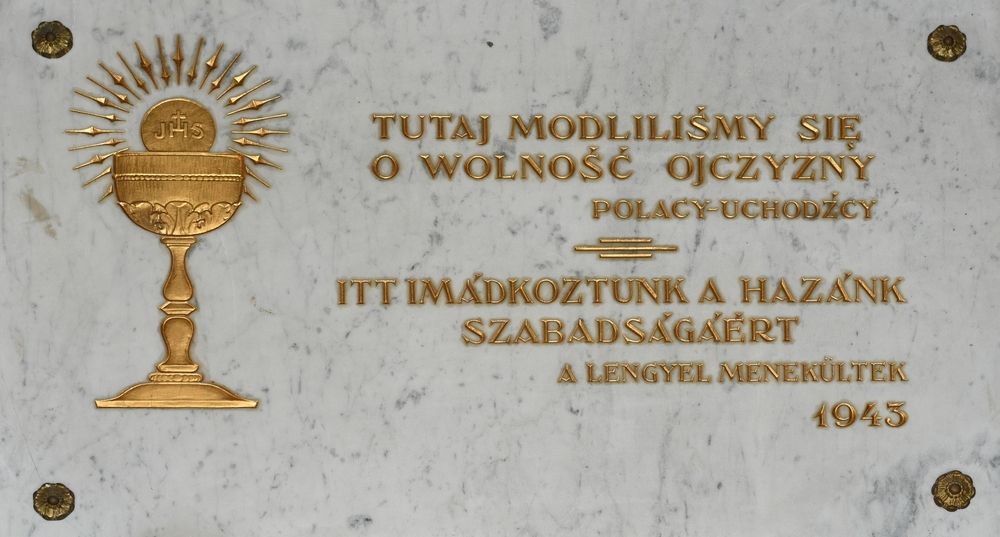 JHS
TUTAJ MODLILIŚMY SIĘ
O WOLNOŚĆ OJCZYZNY
POLACY-UCHODŹCY
ITT IMÁDKOZTUNK A HAZÁNK
SZABADSÁGÁÉRT
A LENGYEL MENEKÜLTEK
1943